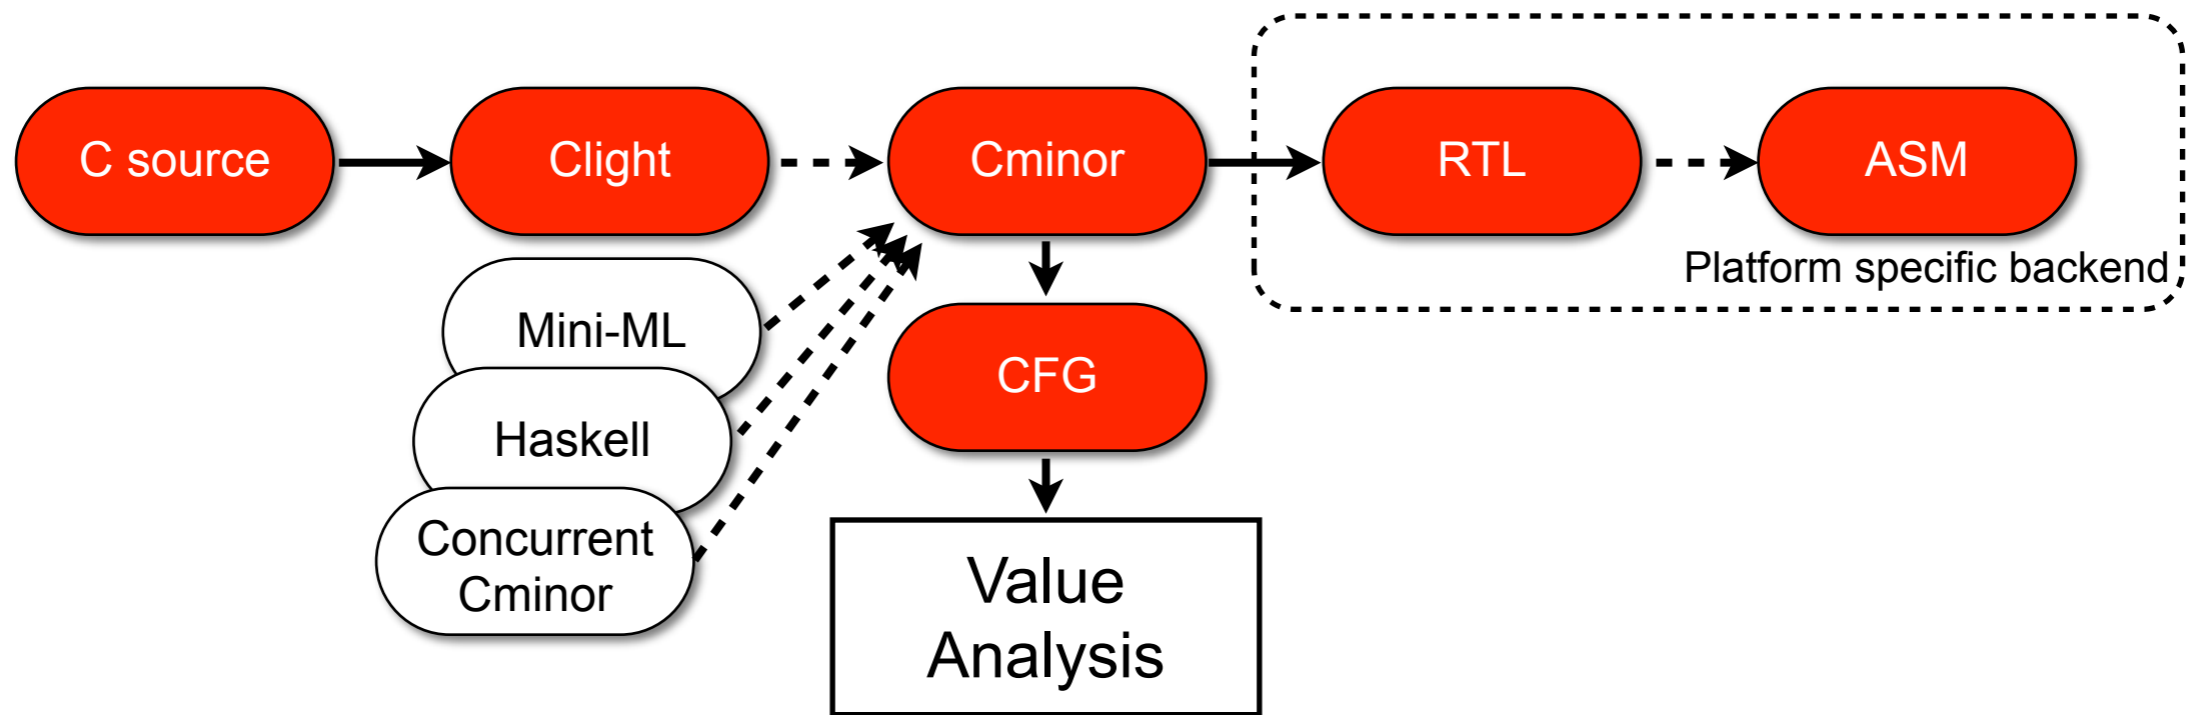 C source
Clight
Cminor
RTL
ASM
Platform specific backend
Mini-ML
CFG
Haskell
Concurrent
Cminor
Value
Analysis